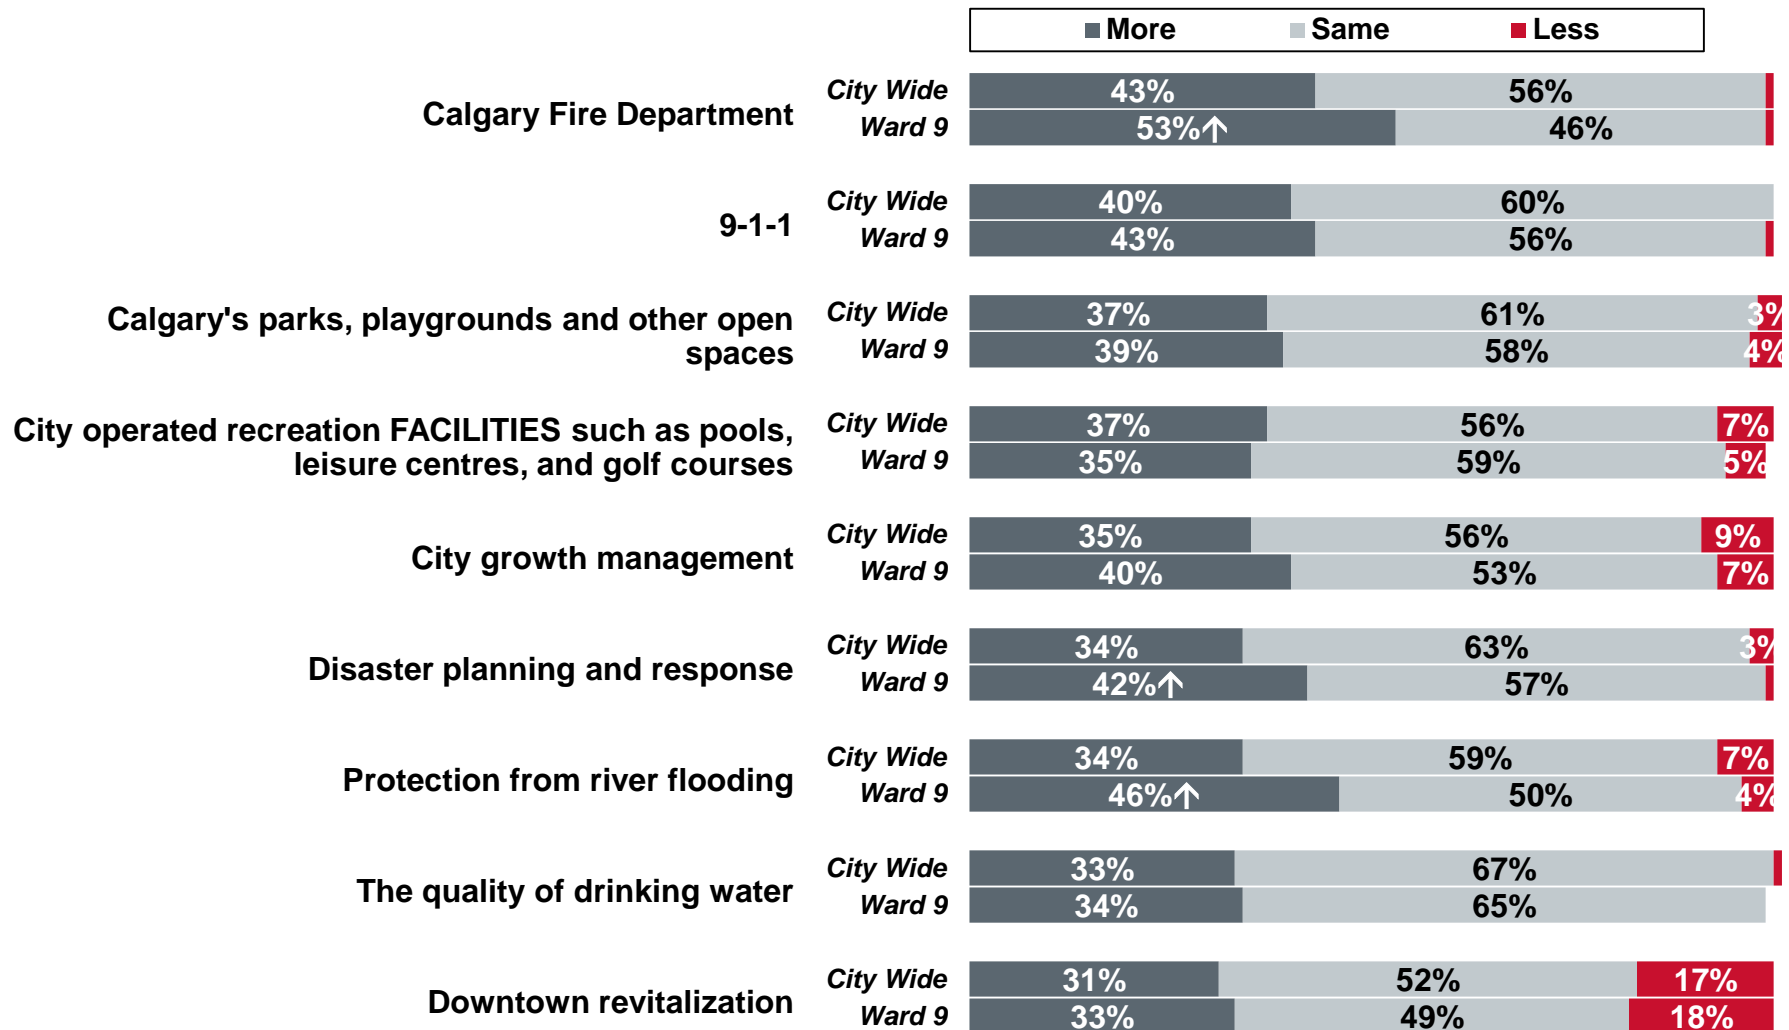 More Same Less
Calgary Fire Department
City Wide 43% 56%
Ward 9 53%↑ 46%
9-1-1
City Wide 40% 60%
Ward 9 43% 56%
Calgary's parks, playgrounds and other open
spaces
City Wide 37% 61% 3%
Ward 9 39% 58% 4%
City operated recreation FACILITIES such as pools,
leisure centres, and golf courses
City Wide 37% 56% 7%
Ward 9 35% 59% 5%
City growth management
City Wide 35% 56% 9%
Ward 9 40% 53% 7%
Disaster planning and response
City Wide 34% 63% 3%
Ward 9 42%↑ 57%
Protection from river flooding
City Wide 34% 59% 7%
Ward 9 46%↑ 50% 4%
The quality of drinking water
City Wide 33% 67%
Ward 9 34% 65%
Downtown revitalization
City Wide 31% 52% 17%
Ward 9 33% 49% 18%